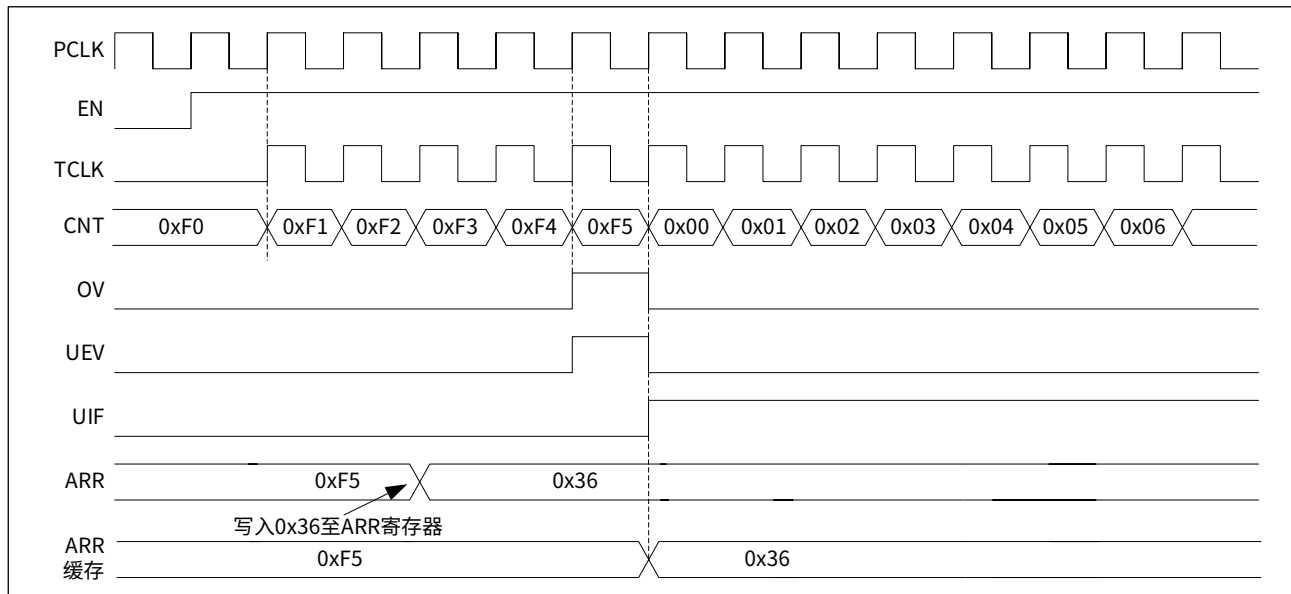 PCLK
EN
TCLK
CNT 0xF0 0xF1 0xF2 0xF3 0xF4 0xF5 0x00 0x01 0x02 0x03 0x04 0x05 0x06
OV
UEV
UIF
ARR 0xF5 0x36
写入0x36至ARR寄存器
ARR
缓存 0xF5 0x36